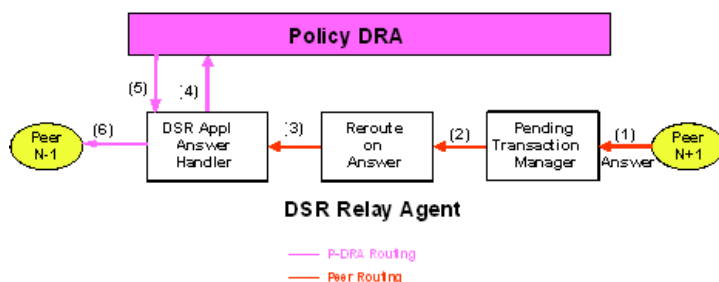 Policy DRA
(5)
(4)
Peer
N-1
(6)
DSR Appl
Answer
Handler
(3)
Reroute
on
Answer
(2)
Pending
Transaction
Manager
(1)
Answer
Peer
N+1
DSR Relay Agent
P-DRA Routing
Peer Routing